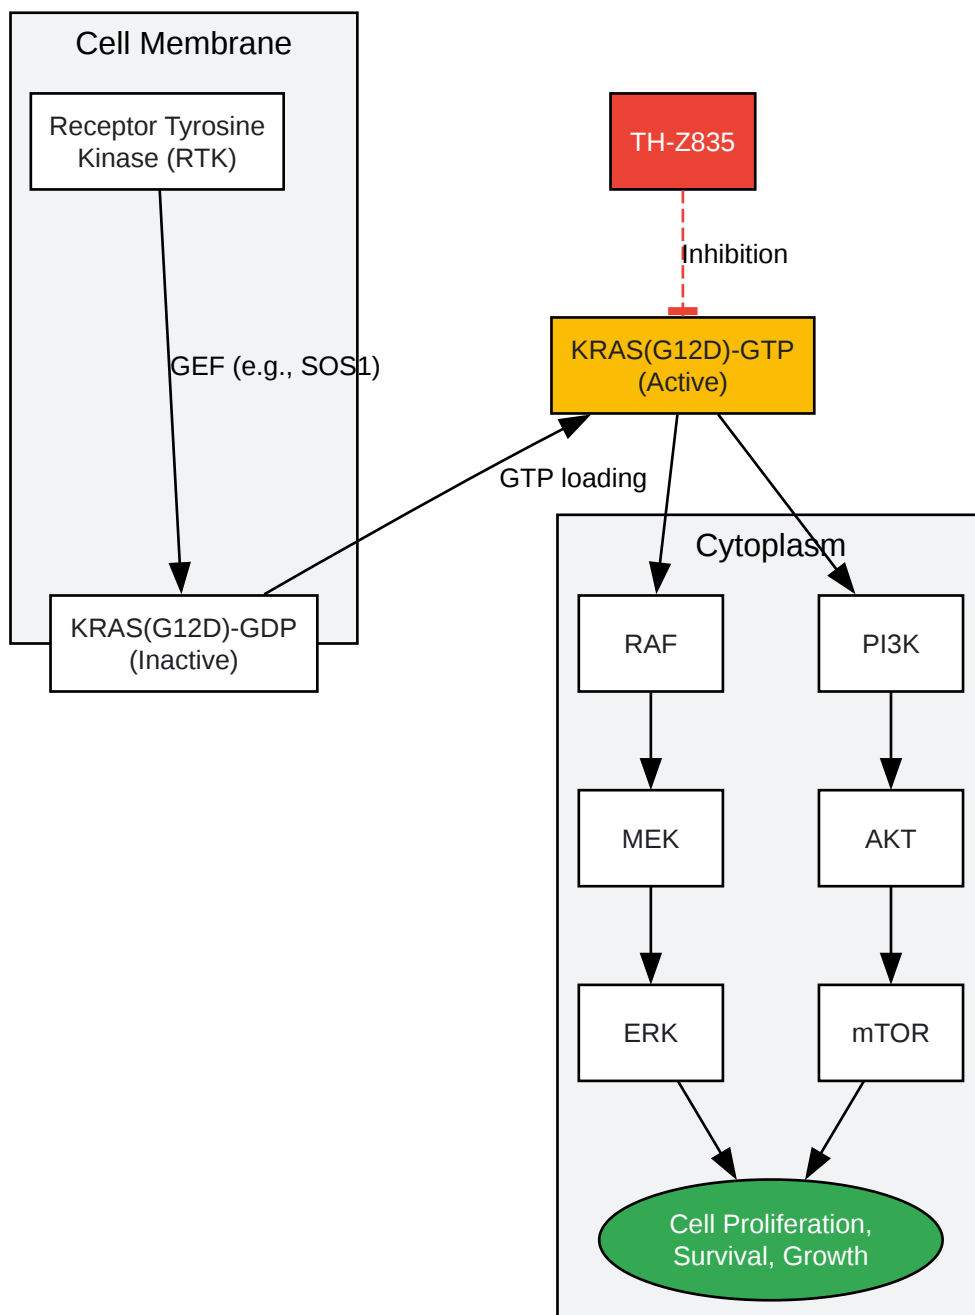 Cell Membrane
Receptor Tyrosine
Kinase (RTK)
TH-Z835
Inhibition
KRAS(G12D)-GTP
(Active)
GEF (e.g., SOS1)
GTP loading
Cytoplasm
KRAS(G12D)-GDP
(Inactive)
RAF
PI3K
MEK
AKT
ERK
mTOR
Cell Proliferation,
Survival, Growth